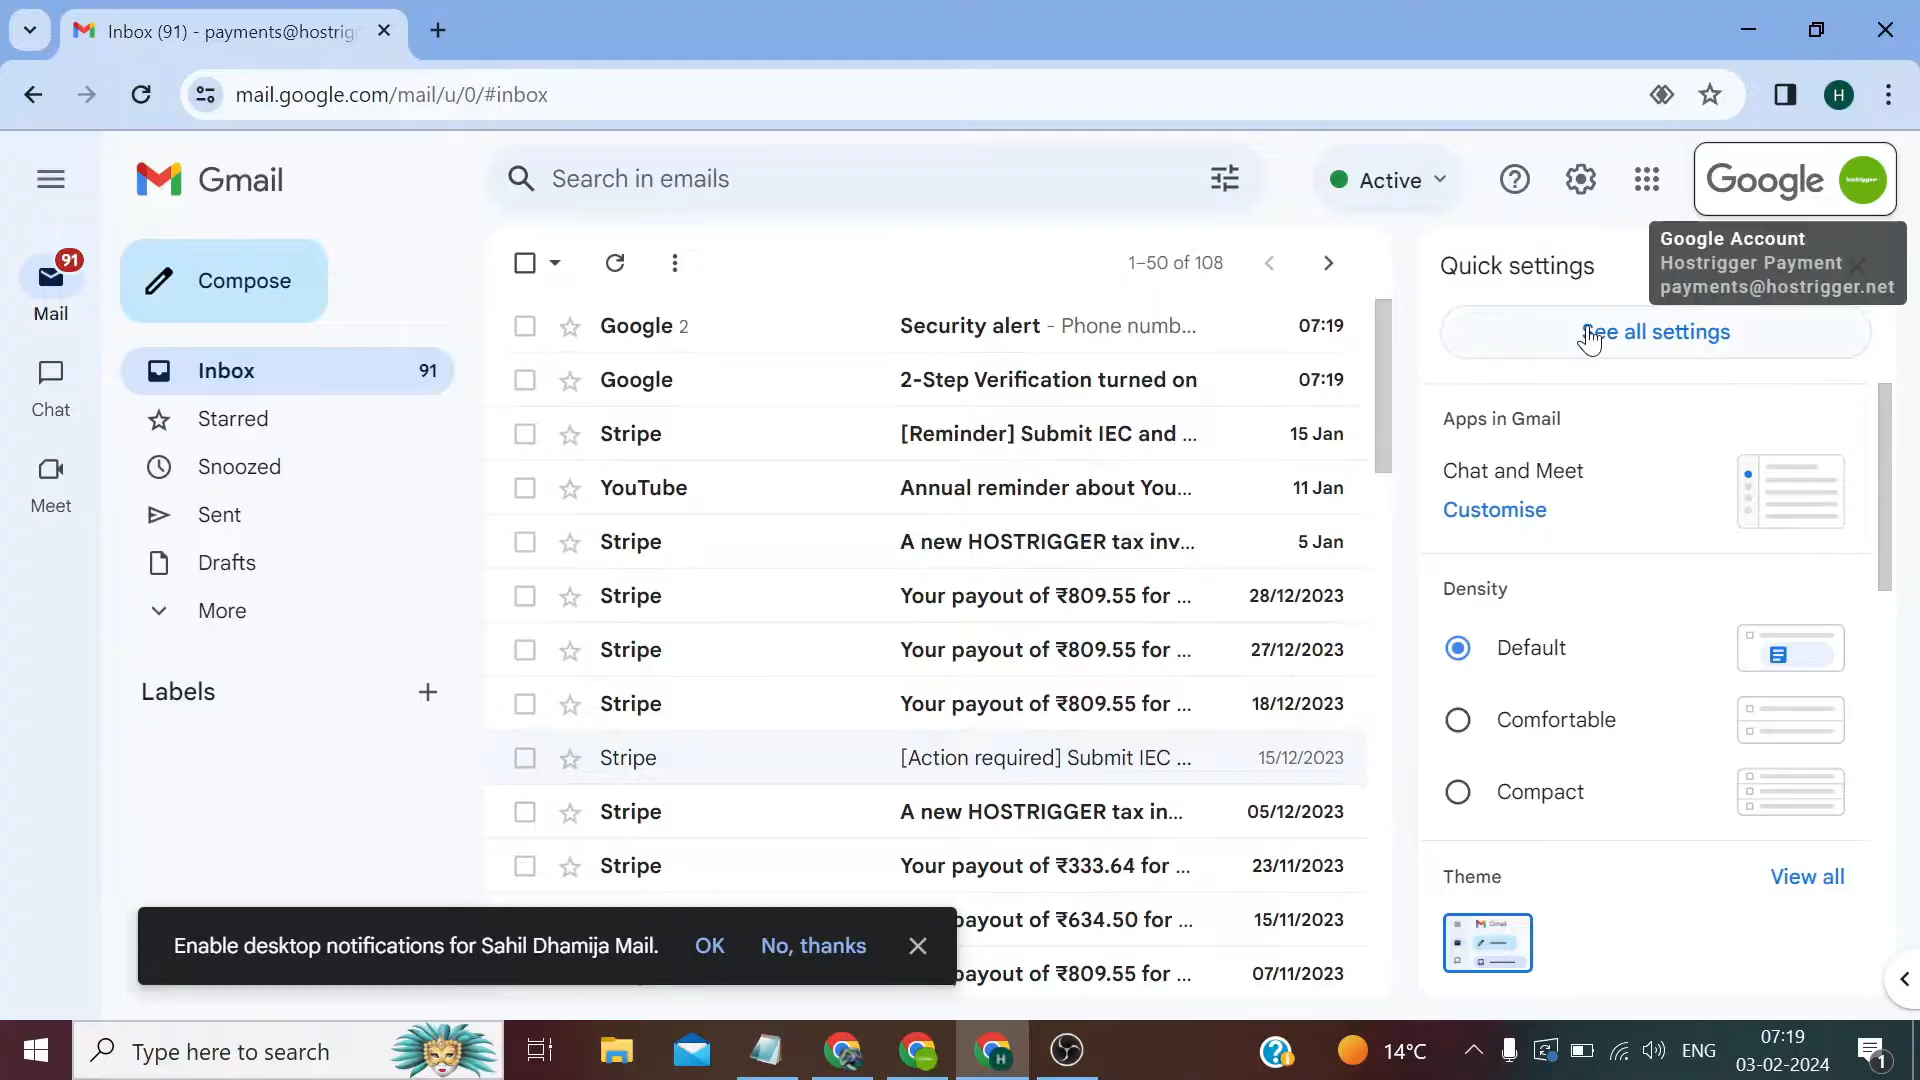 Inbox (91) - payments@hostrig
mail.google.com/mail/u/0/#inbox
H
Gmail
Search in emails
Active
Google
hostrigger
Google Account
Hostrigger Payment
payments@hostrigger.net
91
Mail
Chat
Meet
Compose
Inbox 91
Starred
Snoozed
Sent
Drafts
More
Labels
1–50 of 108
Google 2 Security alert - Phone numb... 07:19
Google 2-Step Verification turned on 07:19
Stripe [Reminder] Submit IEC and ... 15 Jan
YouTube Annual reminder about You... 11 Jan
Stripe A new HOSTRIGGER tax inv... 5 Jan
Stripe Your payout of ₹809.55 for ... 28/12/2023
Stripe Your payout of ₹809.55 for ... 27/12/2023
Stripe Your payout of ₹809.55 for ... 18/12/2023
Stripe [Action required] Submit IEC ... 15/12/2023
Stripe A new HOSTRIGGER tax in... 05/12/2023
Stripe Your payout of ₹333.64 for ... 23/11/2023
payout of ₹634.50 for ... 15/11/2023
payout of ₹809.55 for ... 07/11/2023
Enable desktop notifications for Sahil Dhamija Mail. OK No, thanks
Quick settings
See all settings
Apps in Gmail
Chat and Meet
Customise
Density
Default
Comfortable
Compact
Theme View all
Gmail
Type here to search
H
14°C
ENG
07:19
03-02-2024
1